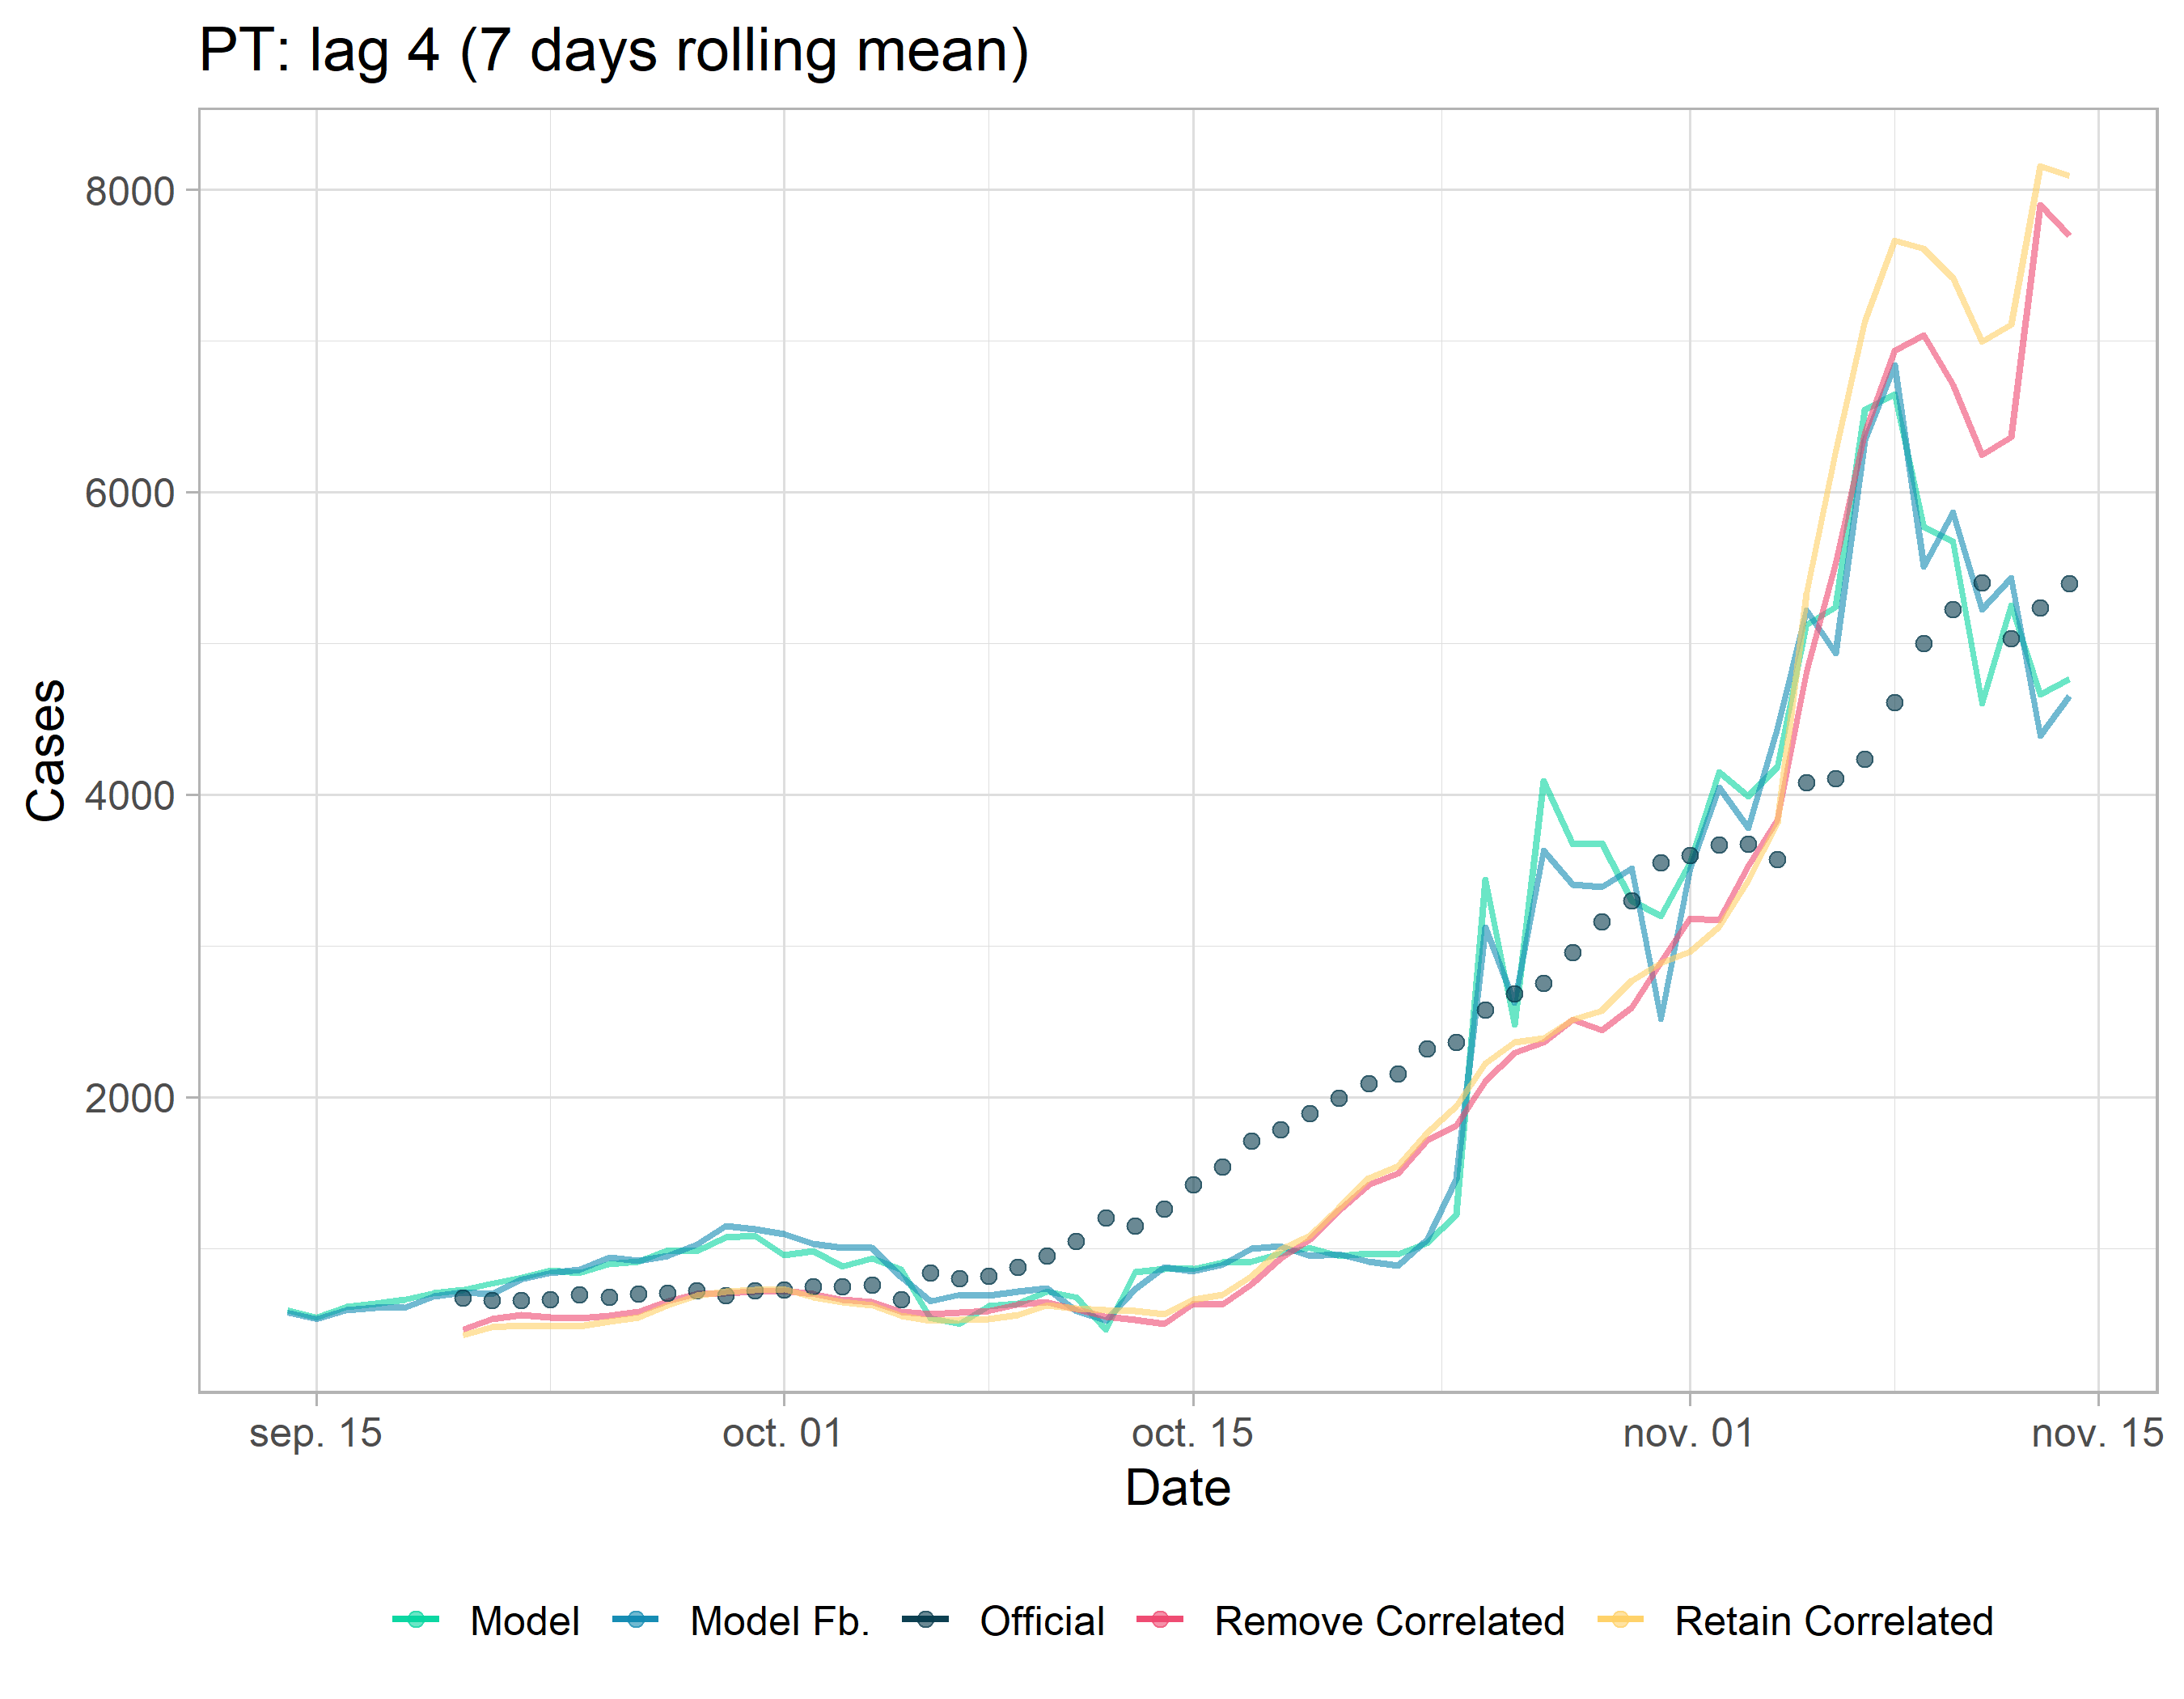 PT: lag 4 (7 days rolling mean)
8000
6000
4000
2000
Cases
sep. 15 oct. 01 oct. 15 nov. 01 nov. 15
Date
Model Model Fb. Official Remove Correlated Retain Correlated